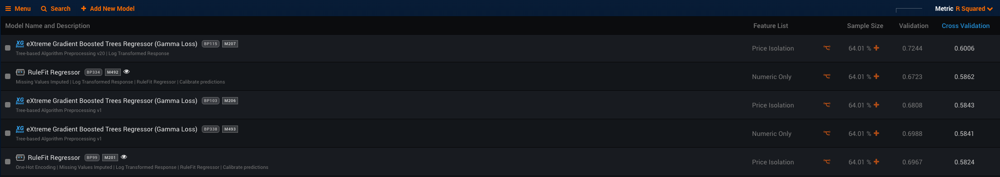 Menu Search Add New Model Metric R Squared
Model Name and Description Feature List Sample Size Validation Cross Validation
XG Boost eXtreme Gradient Boosted Trees Regressor (Gamma Loss) BP115 M207 Price Isolation 64.01 % 0.7244 0.6006
Tree-based Algorithm Preprocessing v20 | Log Transformed Response
RuleFit Regressor BP334 M492 Numeric Only 64.01 % 0.6723 0.5862
Missing Values Imputed | Log Transformed Response | RuleFit Regressor | Calibrate predictions
XG Boost eXtreme Gradient Boosted Trees Regressor (Gamma Loss) BP103 M206 Price Isolation 64.01 % 0.6808 0.5843
Tree-based Algorithm Preprocessing v1
XG Boost eXtreme Gradient Boosted Trees Regressor (Gamma Loss) BP338 M493 Numeric Only 64.01 % 0.6988 0.5841
Tree-based Algorithm Preprocessing v1
RuleFit Regressor BP99 M201 Price Isolation 64.01 % 0.6967 0.5824
One-Hot Encoding | Missing Values Imputed | Log Transformed Response | RuleFit Regressor | Calibrate predictions